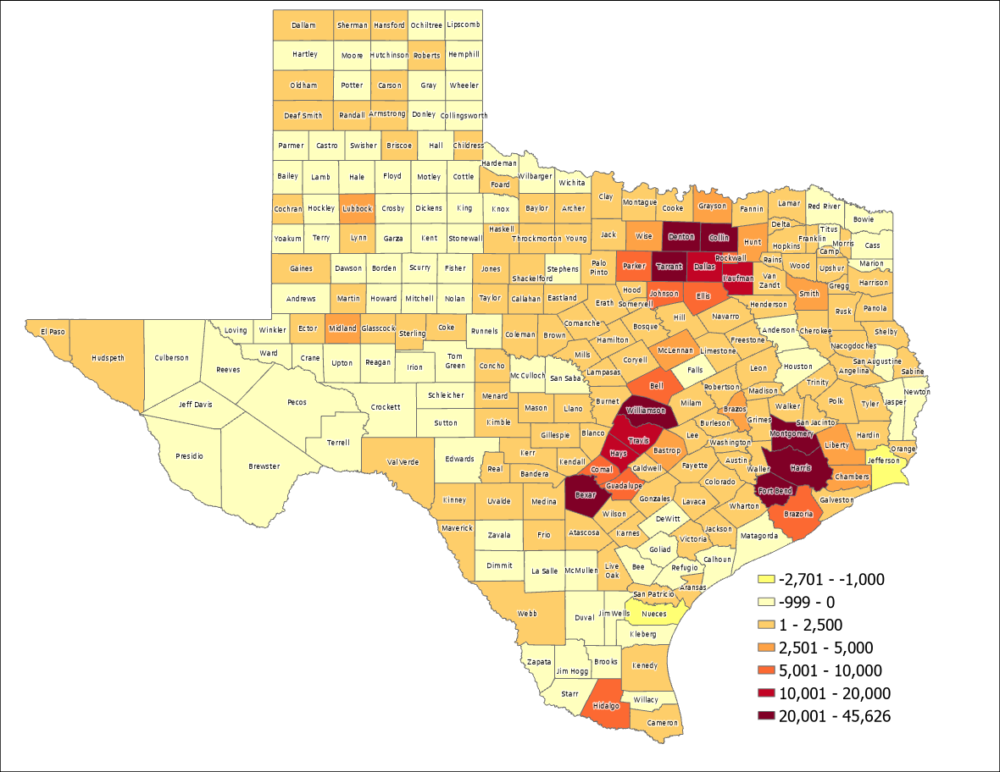 Dallam Sherman Hansford Ochiltree Lipscomb
Hartley Moore Hutchinson Roberts Hemphill
Oldham Potter Carson Gray Wheeler
Deaf Smith Randall Armstrong Donley Collingsworth
Parmer Castro Swisher Briscoe Hall Childress
Hardeman
Bailey Lamb Hale Floyd Motley Cottle Foard Wilbarger Wichita
Clay Montague Cooke Grayson Fannin Lamar Red River Bowie
Cochran Hockley Lubbock Crosby Dickens King Knox Baylor Archer
Yoakum Terry Lynn Garza Kent Stonewall Haskell Throckmorton Young Jack Wise Denton Collin Hunt Delta Hopkins Franklin Titus Morris Camp Cass
Gaines Dawson Borden Scurry Fisher Jones Shackelford Stephens Palo
Pinto
Parker Tarrant Dallas Rockwall Kaufman Rains Van
Zandt
Wood Upshur Marion
Gregg Harrison
Andrews Martin Howard Mitchell Nolan Taylor Callahan Eastland Erath Hood Somervell Johnson Ellis Henderson Smith Rusk Panola
El Paso Hudspeth Culberson Loving Winkler Ector Midland Glasscock Sterling Coke Runnels Coleman Brown Comanche Hamilton Bosque Hill Navarro Freestone Anderson Cherokee Nacogdoches Shelby
Reeves Ward Crane Upton Reagan Irion Tom
Green
Concho McCulloch San Saba Mills Lampasas Coryell McLennan Limestone Falls Leon Houston Angelina San Augustine Sabine
Jeff Davis Pecos Crockett Schleicher Menard Mason Llano Burnet Bell Robertson Madison Trinity Polk Tyler Jasper Newton
Presidio Brewster Terrell Sutton Kimble Gillespie Blanco Williamson Milam Brazos Grimes Walker San Jacinto Montgomery Hardin Orange
Val Verde Edwards Real Kerr Kendall Bandera Hays Travis Bastrop Lee Burleson Washington Austin Waller Harris Liberty Jefferson
Comal Caldwell Fayette Chambers
Kinney Uvalde Medina Bexar Guadalupe Gonzales Lavaca Colorado Wharton Fort Bend Brazoria Galveston
Maverick Zavala Frio Atascosa Wilson Karnes DeWitt Victoria Jackson Matagorda
Dimmit La Salle McMullen Live
Oak
Bee Goliad Refugio Calhoun
Webb Duval Jim Wells San Patricio Aransas
Nueces
Kleberg
Zapata Jim Hogg Brooks Kenedy
Starr Hidalgo Willacy
Cameron
-2,701 - -1,000
-999 - 0
1 - 2,500
2,501 - 5,000
5,001 - 10,000
10,001 - 20,000
20,001 - 45,626